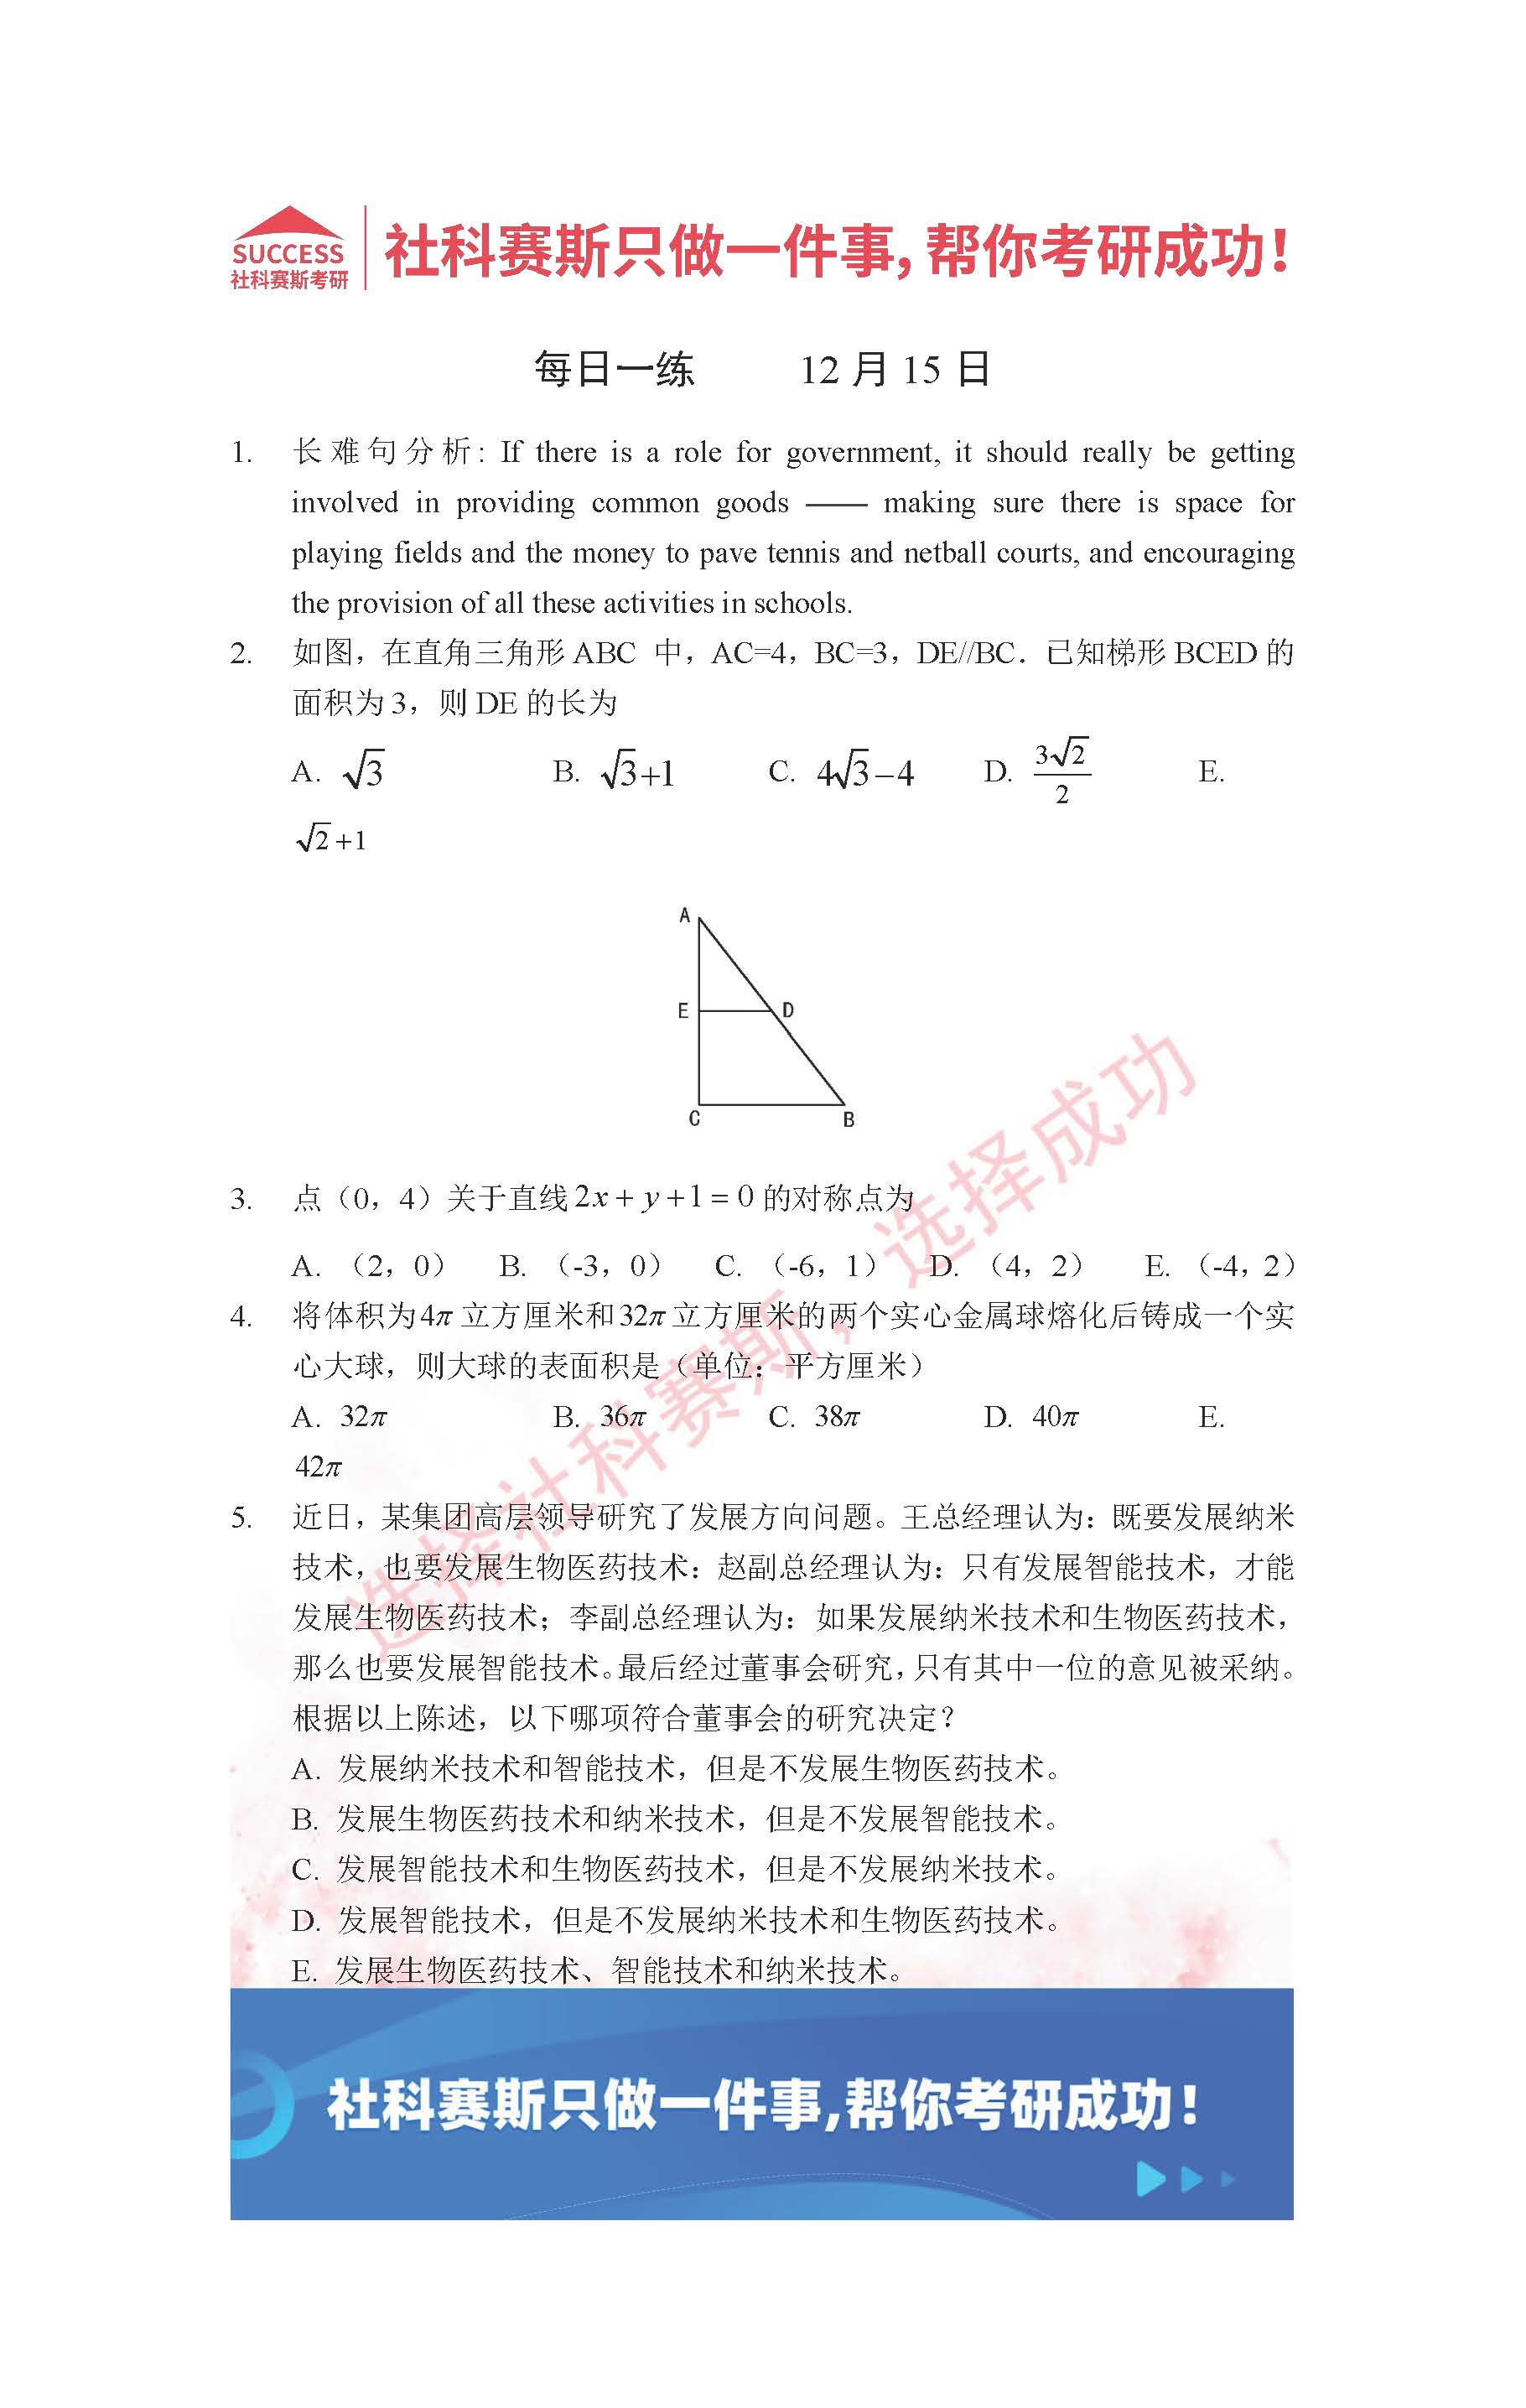 SUCCESS
社科赛斯考研
社科赛斯只做一件事,帮你考研成功!
每日一练 12 月 15 日
1. 长难句分析: If there is a role for government, it should really be getting
involved in providing common goods —— making sure there is space for
playing fields and the money to pave tennis and netball courts, and encouraging
the provision of all these activities in schools.
2. 如图，在直角三角形 ABC 中，AC=4，BC=3，DE//BC．已知梯形 BCED 的
面积为 3，则 DE 的长为
A. √3 B. √3+1 C. 4√3−4 D. 3√2/2 E.
√2+1
A
E D
C B
3. 点（0，4）关于直线 2x+y+1=0 的对称点为
A. （2，0） B. （-3，0） C. （-6，1） D. （4，2） E. （-4，2）
4. 将体积为 4π 立方厘米和 32π 立方厘米的两个实心金属球熔化后铸成一个实
心大球，则大球的表面积是（单位：平方厘米）
A. 32π B. 36π C. 38π D. 40π E.
42π
5. 近日，某集团高层领导研究了发展方向问题。王总经理认为：既要发展纳米
技术，也要发展生物医药技术：赵副总经理认为：只有发展智能技术，才能
发展生物医药技术；李副总经理认为：如果发展纳米技术和生物医药技术，
那么也要发展智能技术。最后经过董事会研究，只有其中一位的意见被采纳。
根据以上陈述，以下哪项符合董事会的研究决定？
A. 发展纳米技术和智能技术，但是不发展生物医药技术。
B. 发展生物医药技术和纳米技术，但是不发展智能技术。
C. 发展智能技术和生物医药技术，但是不发展纳米技术。
D. 发展智能技术，但是不发展纳米技术和生物医药技术。
E. 发展生物医药技术、智能技术和纳米技术。
选择社科赛斯，选择成功
社科赛斯只做一件事,帮你考研成功!